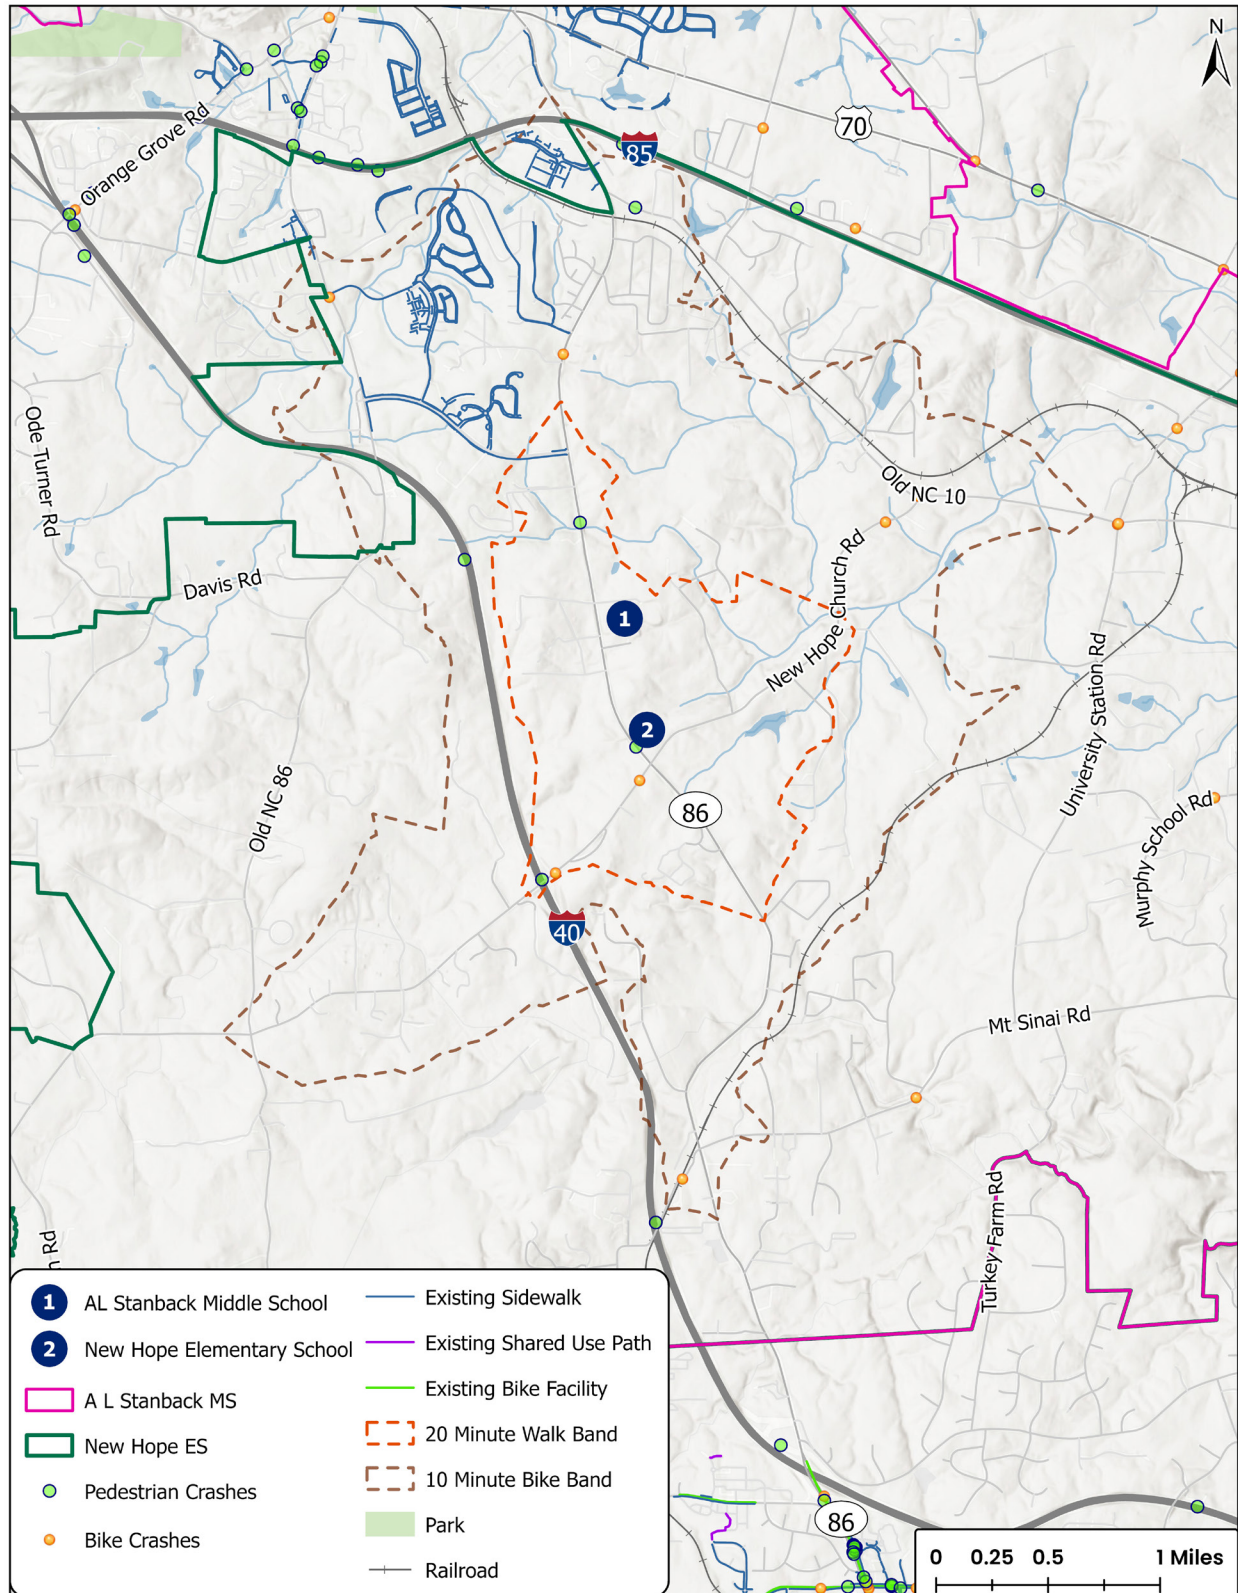 N
70
85
Orange Grove Rd
Ode Turner Rd
Old NC 10
Davis Rd
New Hope Church Rd
1
2
University Station Rd
Old NC 86
86
Murphy School Rd
40
Mt Sinai Rd
Turkey Farm Rd
Rd
1 AL Stanback Middle School
2 New Hope Elementary School
A L Stanback MS
New Hope ES
Pedestrian Crashes
Bike Crashes
Existing Sidewalk
Existing Shared Use Path
Existing Bike Facility
20 Minute Walk Band
10 Minute Bike Band
Park
Railroad
86
0 0.25 0.5 1 Miles